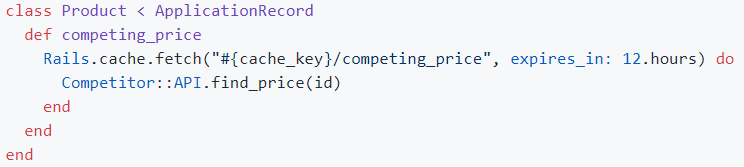 class Product < ApplicationRecord
  def competing_price
    Rails.cache.fetch("#{cache_key}/competing_price", expires_in: 12.hours) do
      Competitor::API.find_price(id)
    end
  end
end